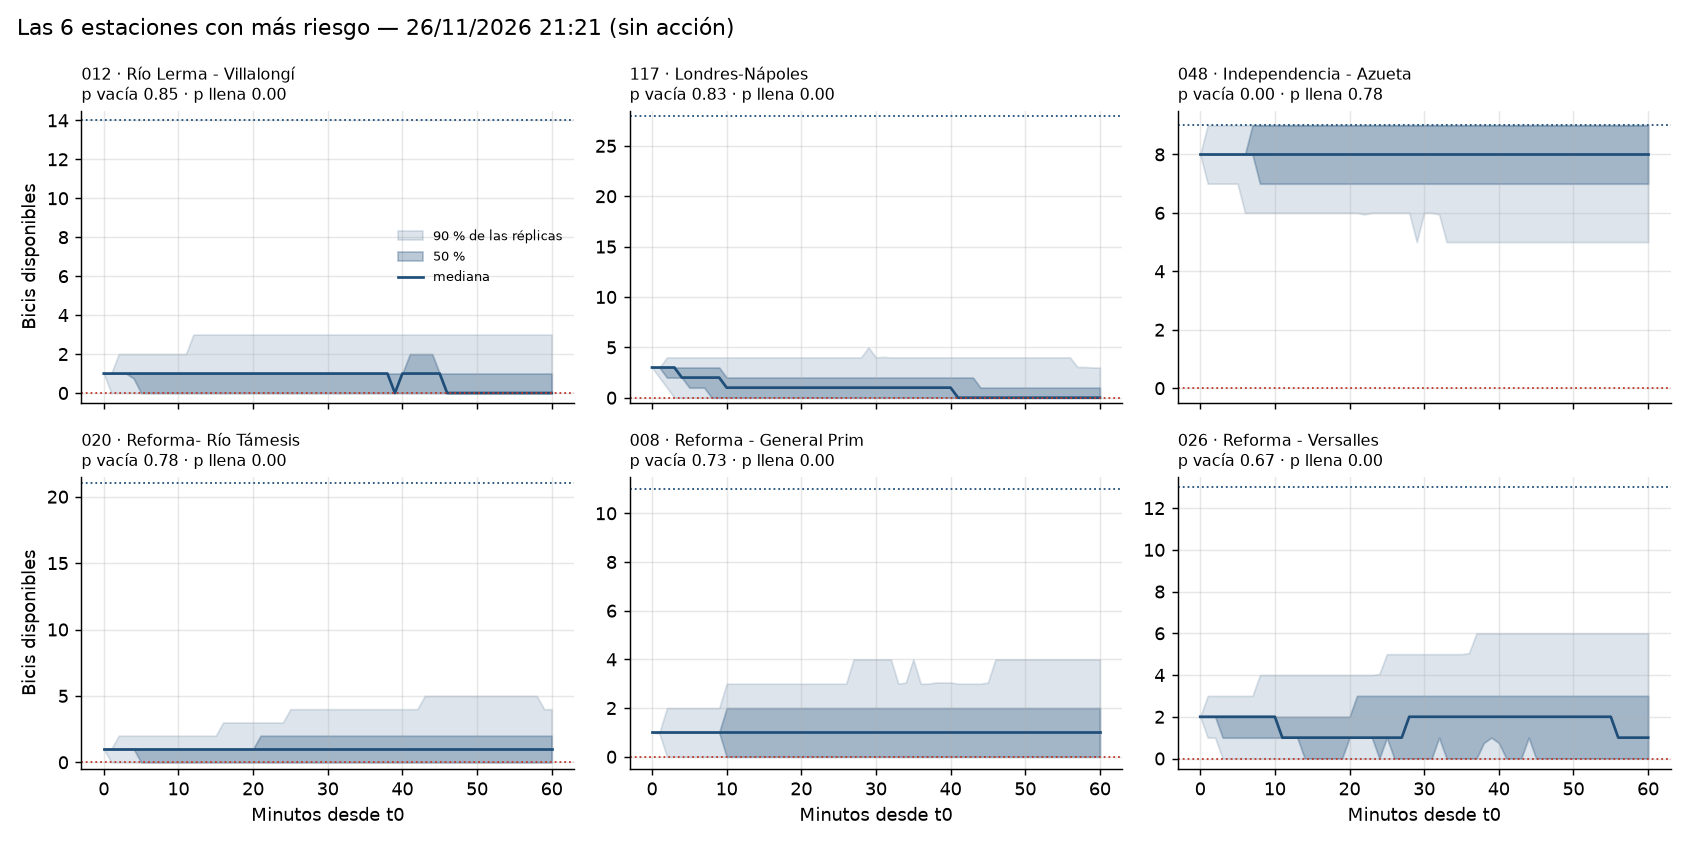 Las 6 estaciones con más riesgo — 26/11/2026 21:21 (sin acción)
012 · Río Lerma - Villalongí
p vacía 0.85 · p llena 0.00
117 · Londres-Nápoles
p vacía 0.83 · p llena 0.00
048 · Independencia - Azueta
p vacía 0.00 · p llena 0.78
Bicis disponibles
14
12
10
8
6
4
2
0
90 % de las réplicas
50 %
mediana
25
20
15
10
5
0
8
6
4
2
0
020 · Reforma- Río Támesis
p vacía 0.78 · p llena 0.00
008 · Reforma - General Prim
p vacía 0.73 · p llena 0.00
026 · Reforma - Versalles
p vacía 0.67 · p llena 0.00
Bicis disponibles
20
15
10
5
0
0 10 20 30 40 50 60
Minutos desde t0
10
8
6
4
2
0
0 10 20 30 40 50 60
Minutos desde t0
12
10
8
6
4
2
0
0 10 20 30 40 50 60
Minutos desde t0